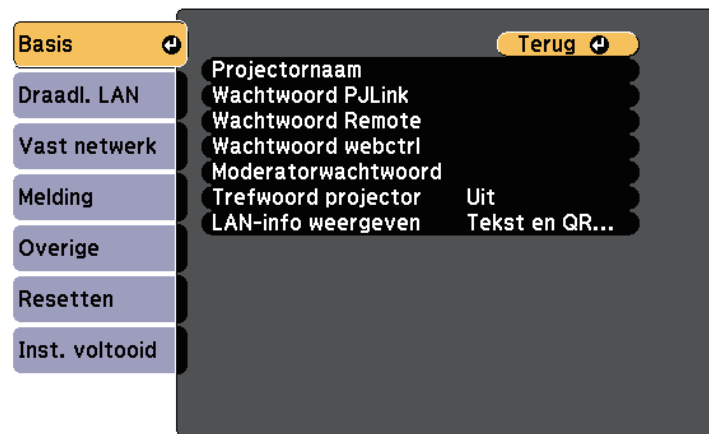 Basis
Draadl. LAN
Vast netwerk
Melding
Overige
Resetten
Inst. voltooid
Terug
Projectornaam
Wachtwoord PJLink
Wachtwoord Remote
Wachtwoord webctrl
Moderatorwachtwoord
Trefwoord projector Uit
LAN-info weergeven Tekst en QR...